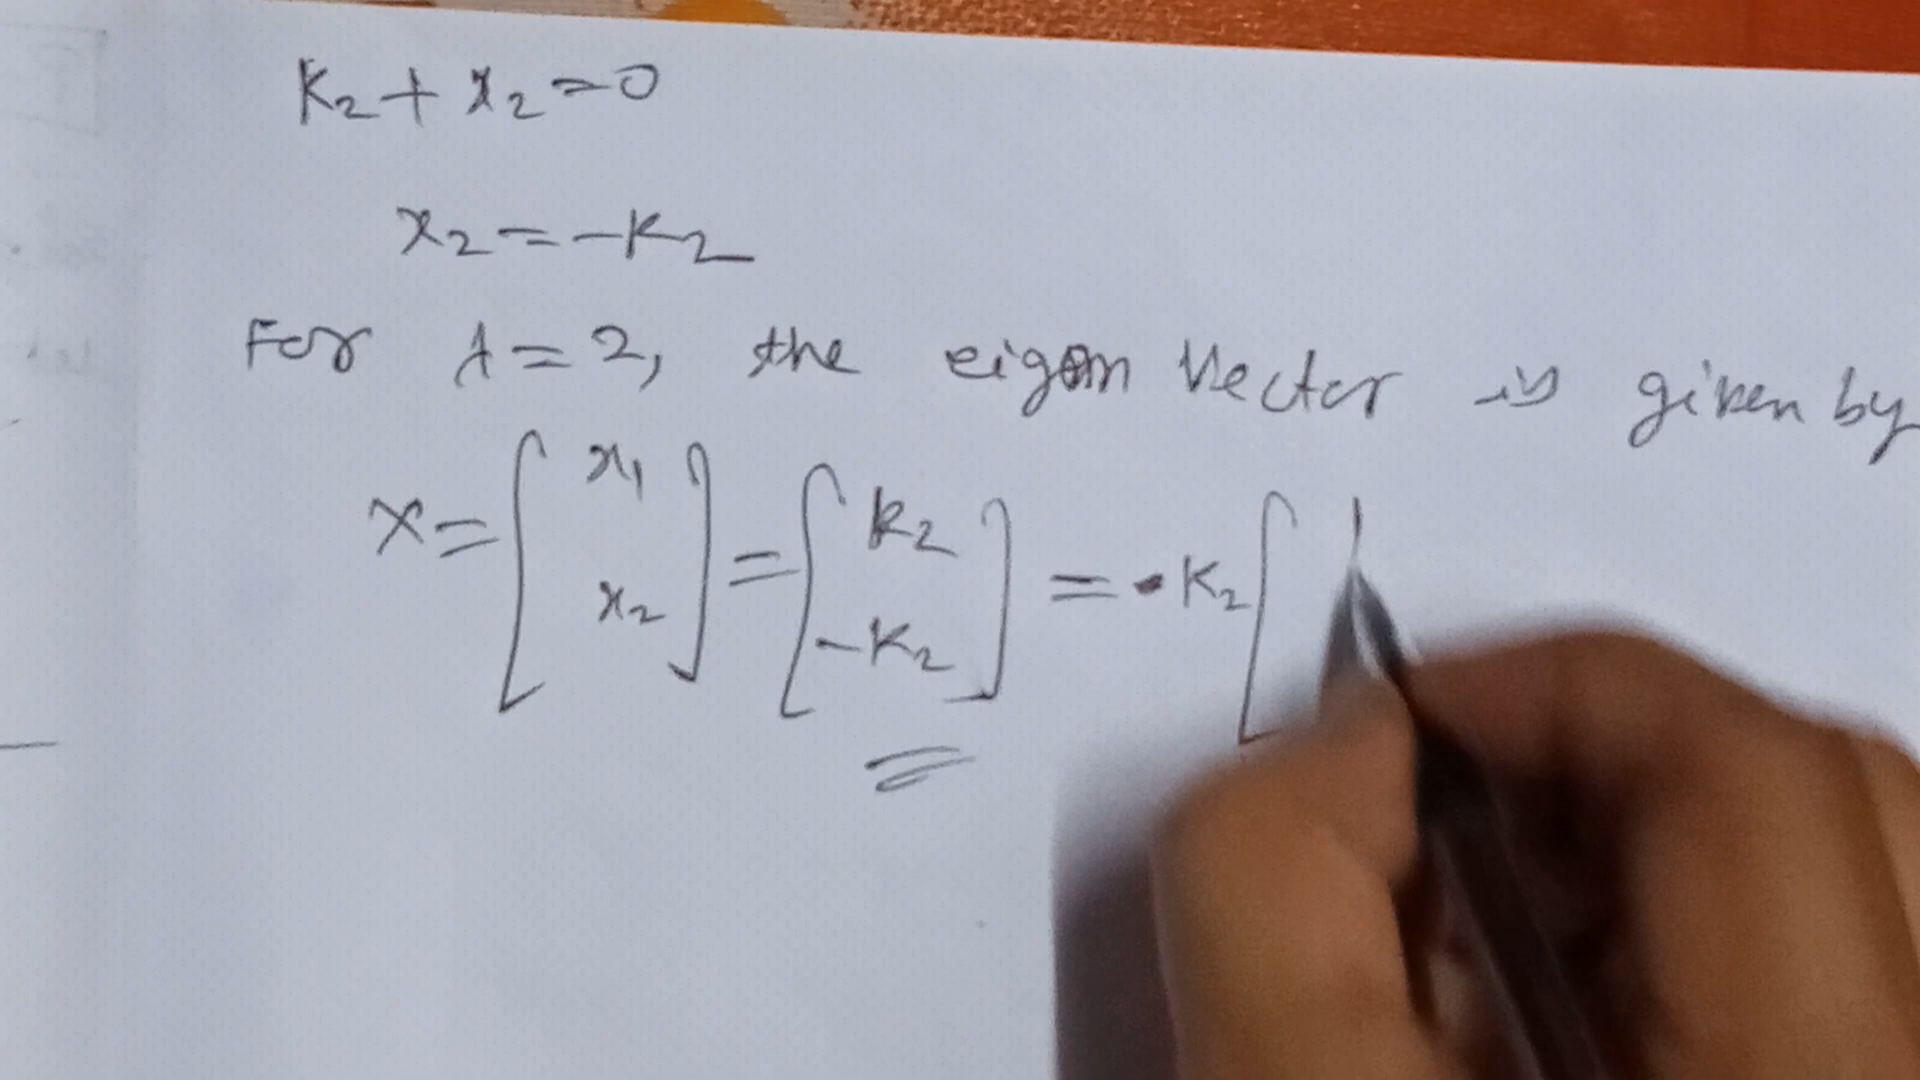 K₂ + x₂ = 0
x₂ = -K₂
For λ = 2, the eigen Vector is given by
X = [x₁ x₂] = [k₂ -K₂] = K₂ [1